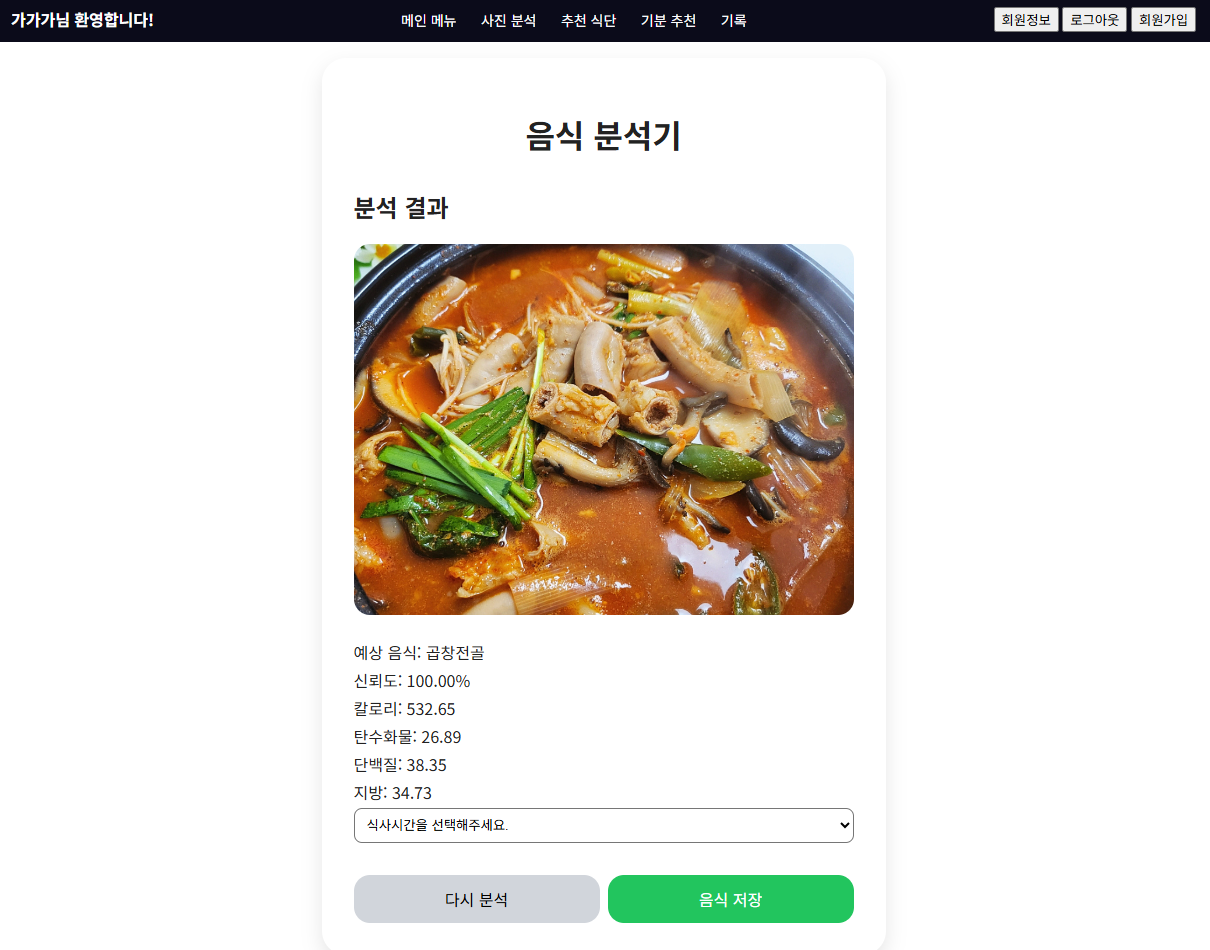 가가가님 환영합니다!
메인 메뉴 사진 분석 추천 식단 기분 추천 기록
회원정보 로그아웃 회원가입
음식 분석기
분석 결과
예상 음식: 곱창전골
신뢰도: 100.00%
칼로리: 532.65
탄수화물: 26.89
단백질: 38.35
지방: 34.73
식사시간을 선택해주세요.
다시 분석 음식 저장